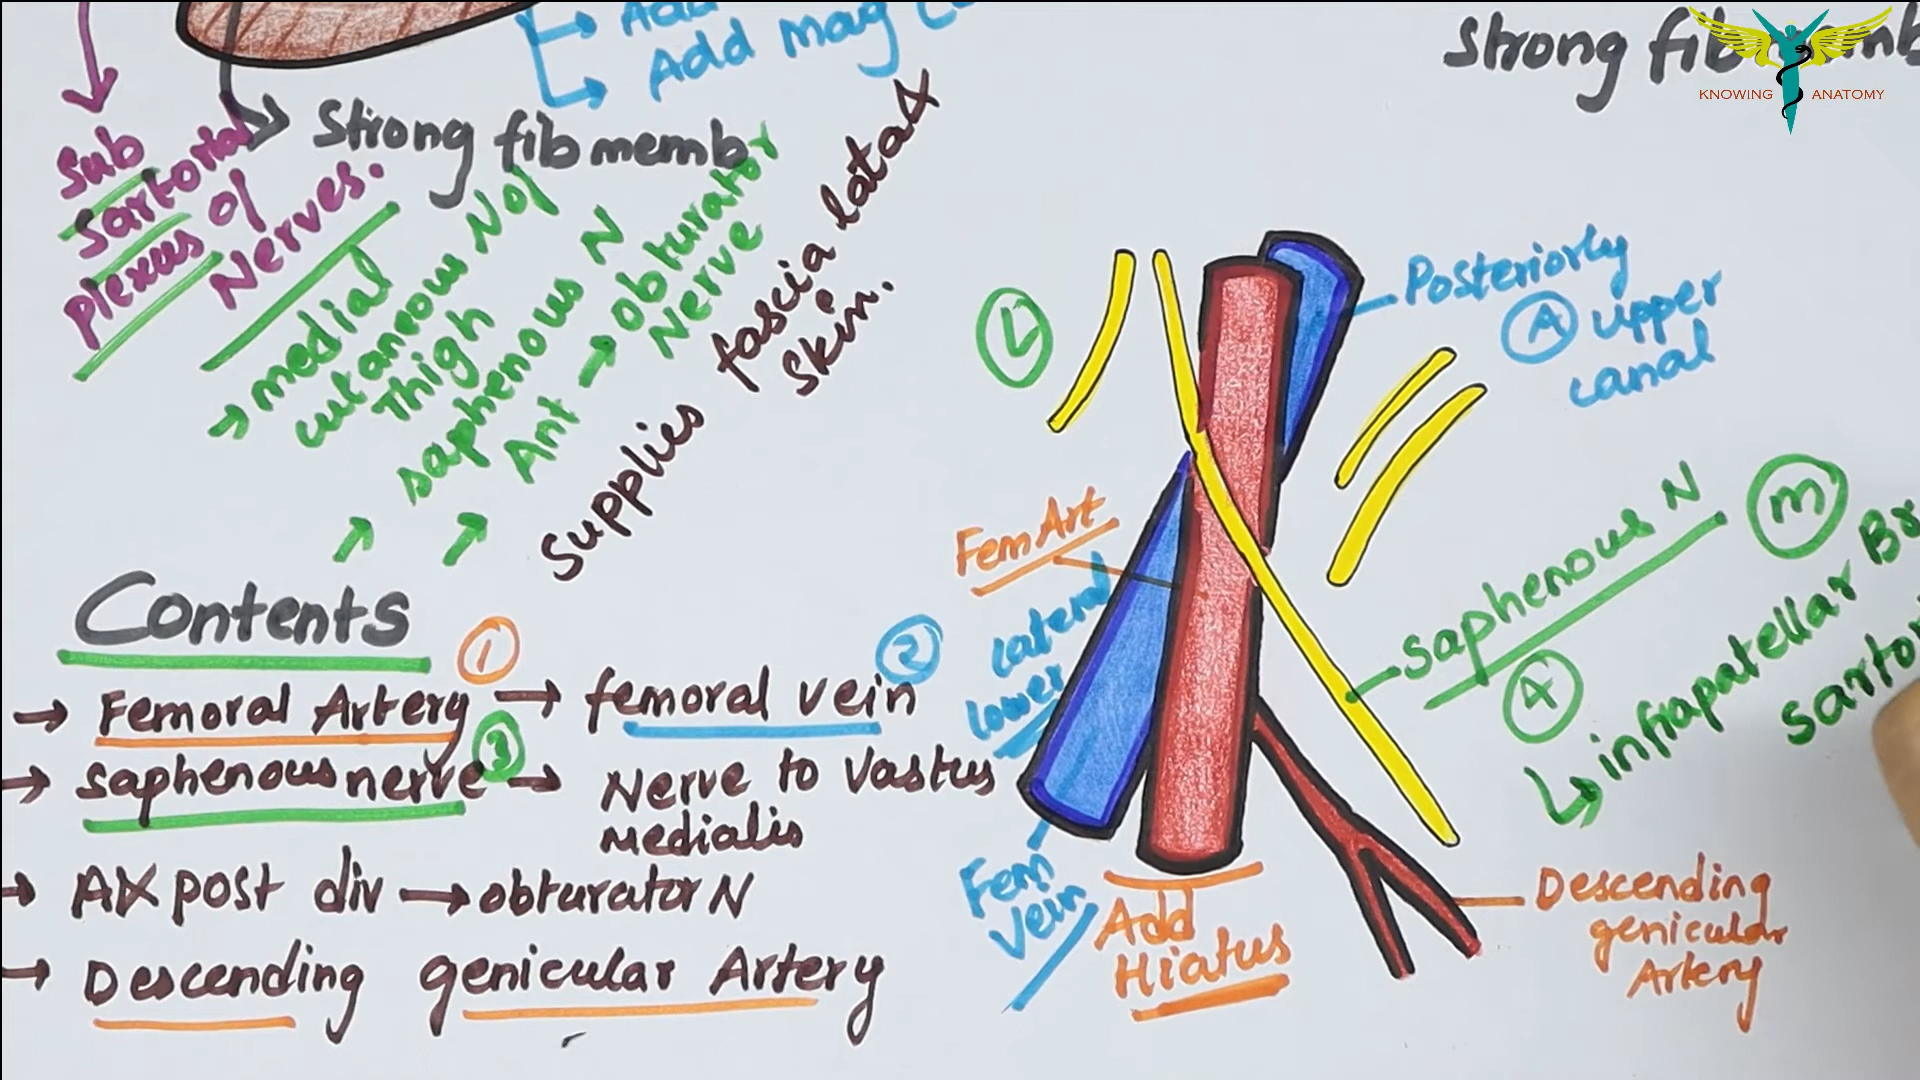 Add
Add mag
Strong fib memb
Strong fib memb
KNOWING ANATOMY
Sub
Sartorial
plexus of
Nerves.
→ medial
cutaneous N of
Thigh
saphenous N
Ant → obturator
Nerve
Supplies fascia lata &
Skin.
Contents
→ Femoral Artery 1 → femoral vein 2
→ saphenous nerve 3 → Nerve to Vastus
Medialis
→ AX post div → obturator N
→ Descending genicular Artery
L
Posteriorly
A upper
canal
Fem Art
Lateral
lower
saphenous N
M
4
infrapatellar Br
Fem
Vein
Add
Hiatus
Descending
genicular
Artery